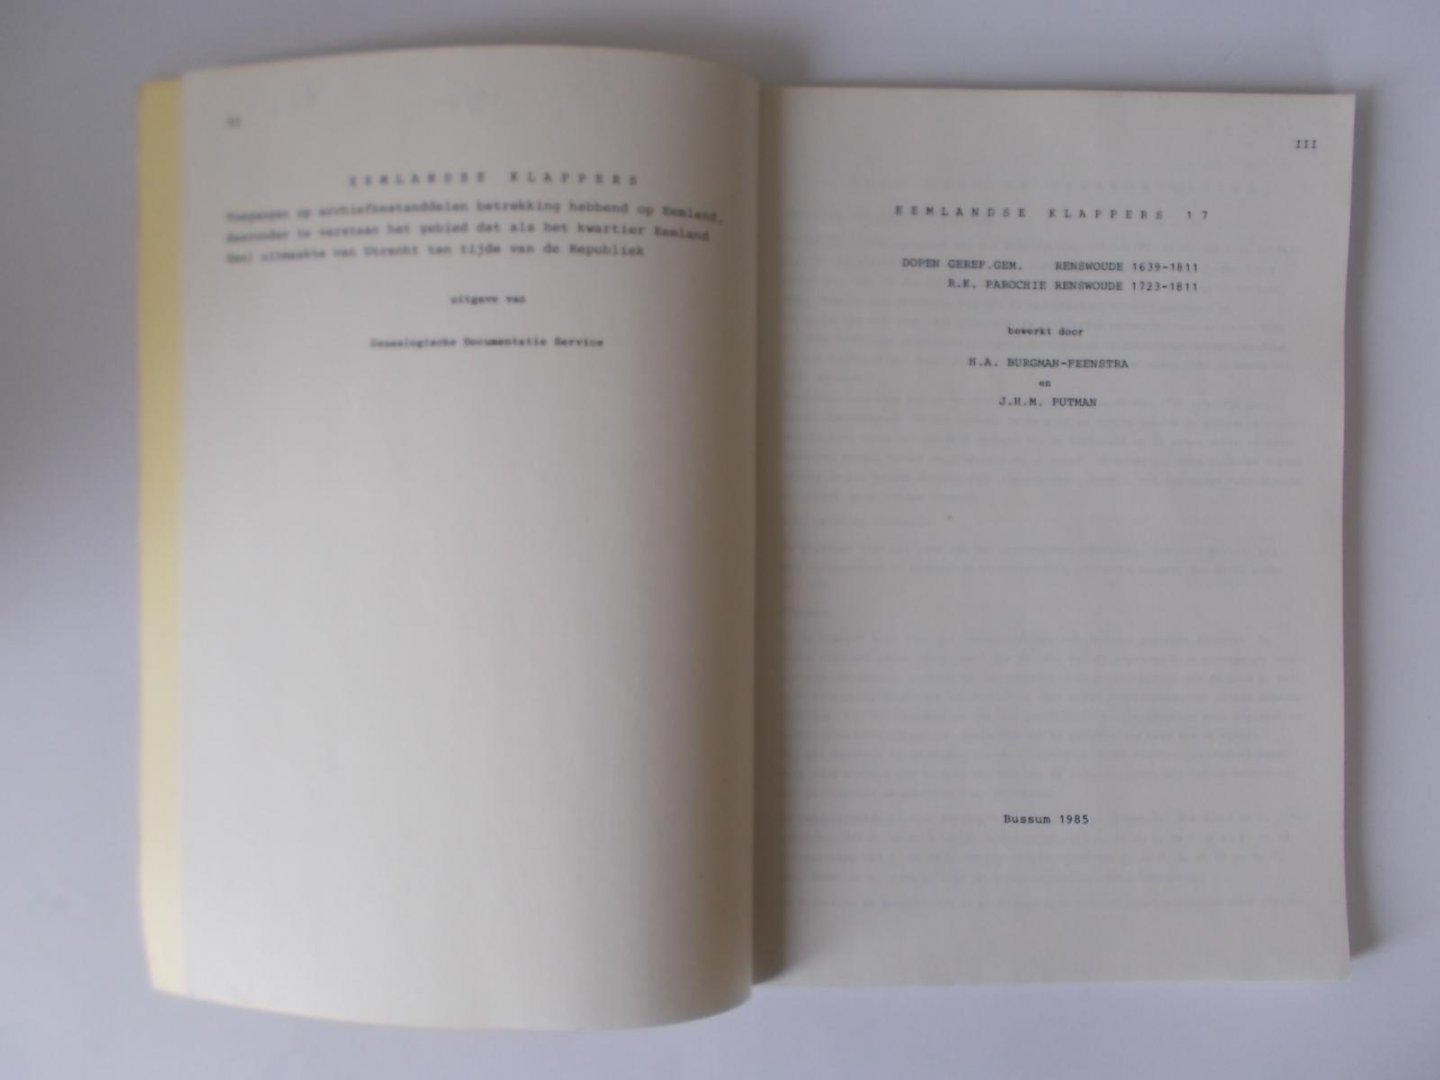 EEMLANDSE KLAPPERS
Toegangen op archiefbestanddelen betrekking hebbend op Eemland,
daaronder te verstaan het gebied dat als het kwartier Eemland
deel uitmaakte van Utrecht ten tijde van de Republiek
uitgave van
Genealogische Documentatie Service
III
EEMLANDSE KLAPPERS 17
DOPEN GEREF.GEM. RENSWOUDE 1639-1811
R.K. PAROCHIE RENSWOUDE 1723-1811
bewerkt door
H.A. BURGMAN-FEENSTRA
en
J.H.M. PUTMAN
Bussum 1985